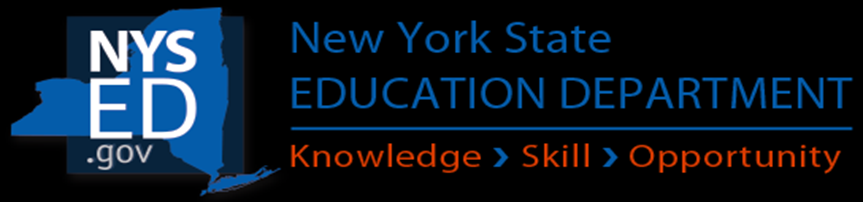 NYS
ED
.gov
New York State
EDUCATION DEPARTMENT
Knowledge › Skill › Opportunity